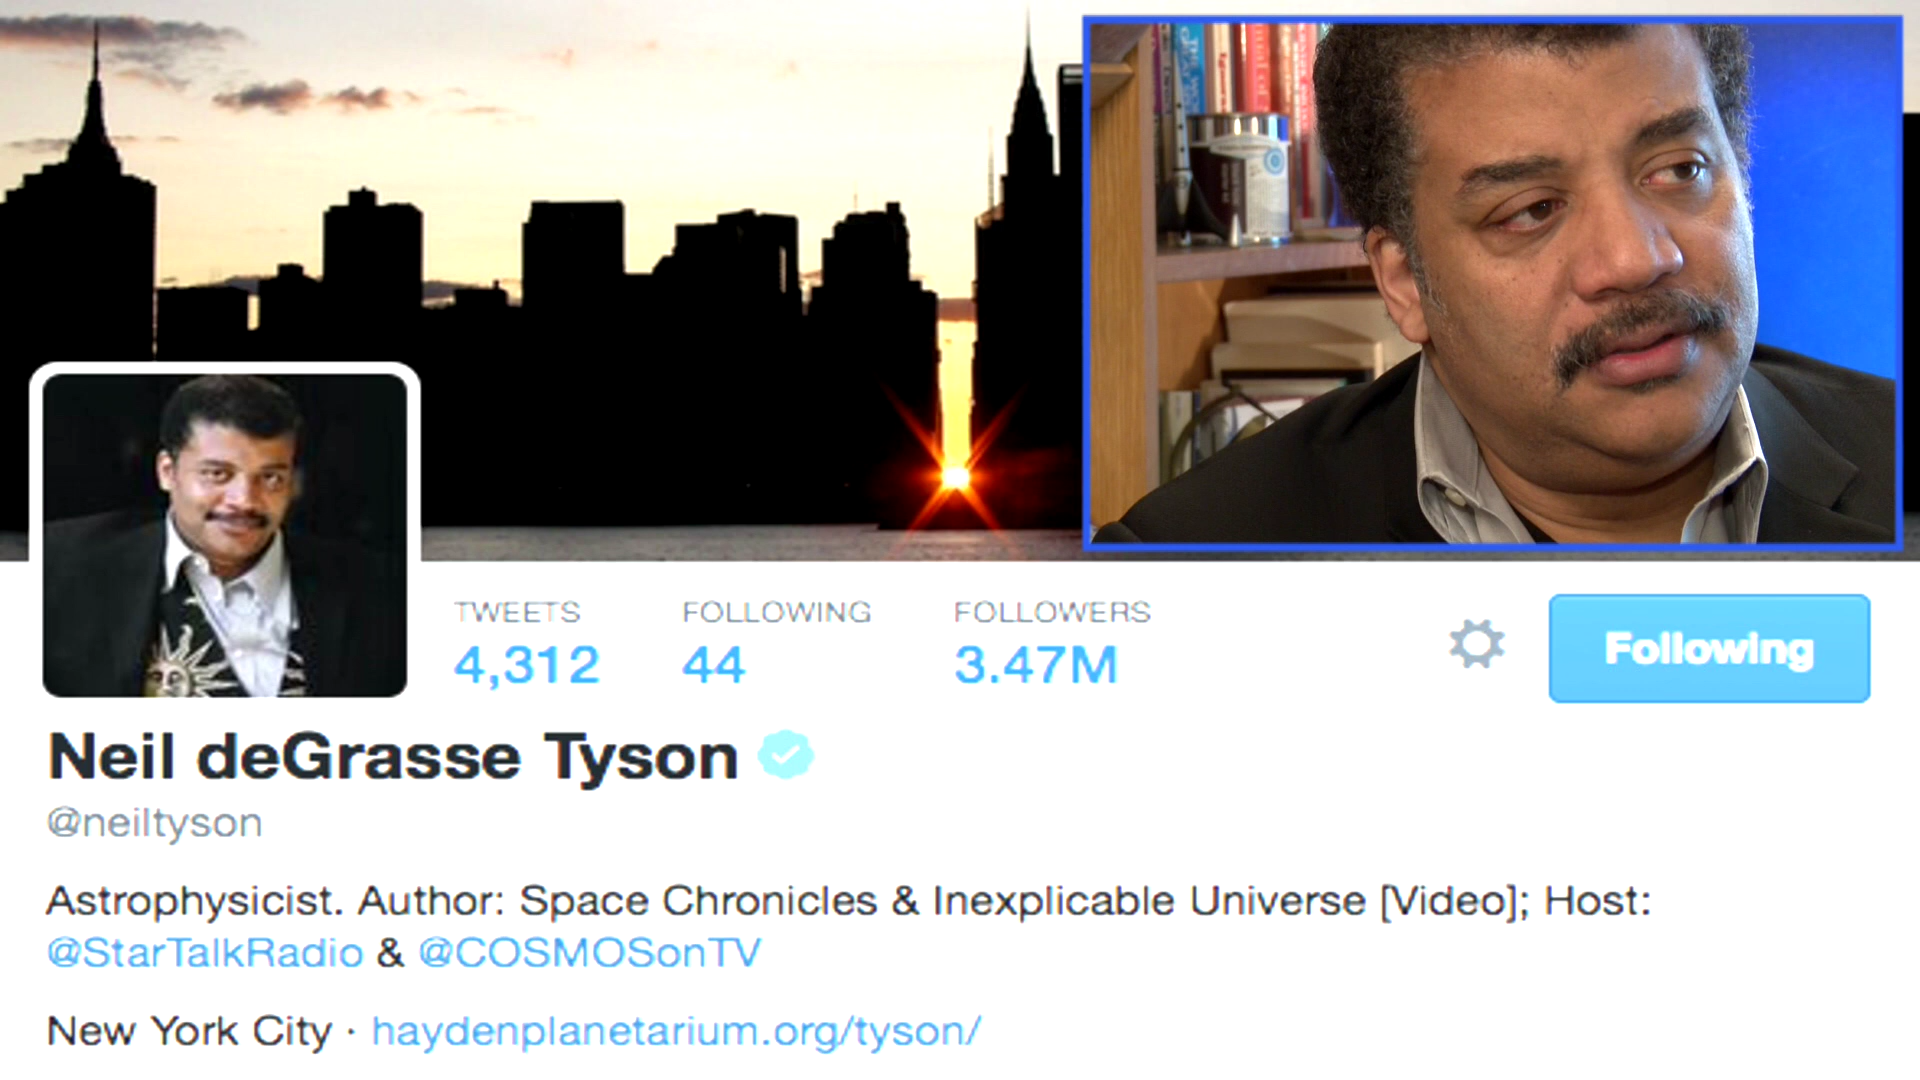 TWEETS FOLLOWING FOLLOWERS
4,312 44 3.47M
Following
Neil deGrasse Tyson
@neiltyson
Astrophysicist. Author: Space Chronicles & Inexplicable Universe [Video]; Host:
@StarTalkRadio & @COSMOSonTV
New York City · haydenplanetarium.org/tyson/